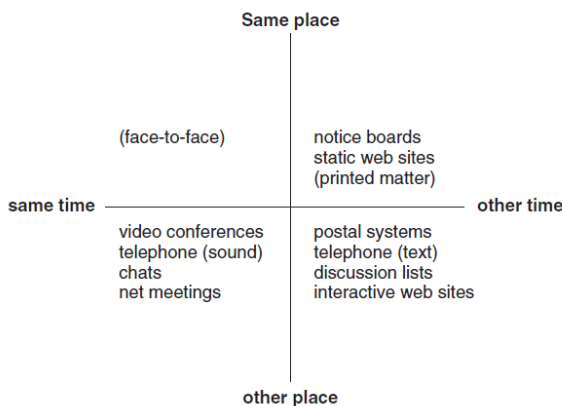 Same place
(face-to-face)
notice boards
static web sites
(printed matter)
same time
other time
video conferences
telephone (sound)
chats
net meetings
postal systems
telephone (text)
discussion lists
interactive web sites
other place